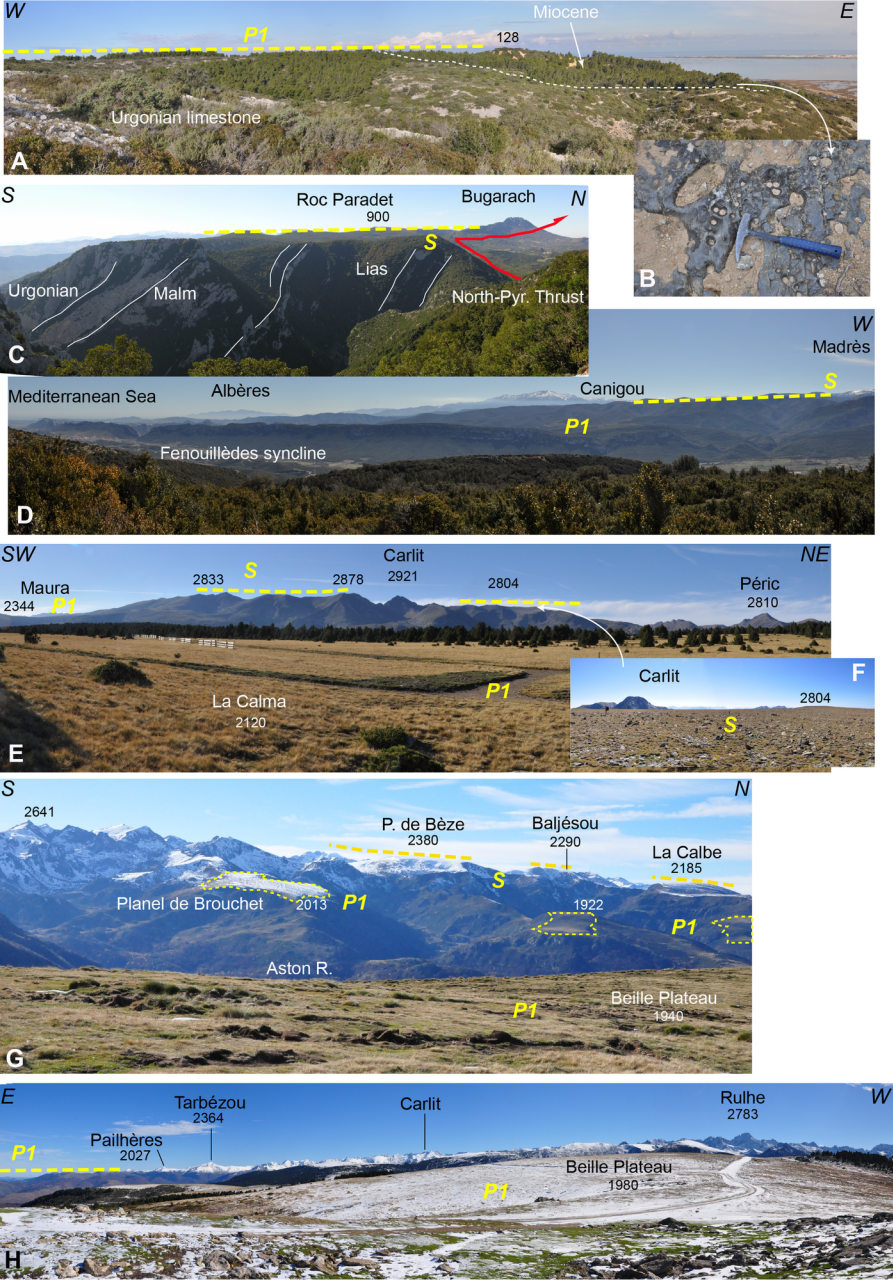 W
P1
128
Miocene
E
Urgonian limestone
A
B
S
Roc Paradet
900
Bugarach
N
S
Urgonian
Malm
Lias
North-Pyr. Thrust
C
W
Madrès
Mediterranean Sea
Albères
Canigou
S
P1
Fenouillèdes syncline
D
SW
NE
Maura
2344
P1
2833
S
2878
Carlit
2921
2804
Péric
2810
La Calma
2120
P1
E
F
Carlit
2804
S
S
N
2641
P. de Bèze
2380
Baljésou
2290
La Calbe
2185
S
Planel de Brouchet
2013
P1
1922
P1
Aston R.
P1
Beille Plateau
1940
G
E
W
P1
Pailhères
2027
Tarbézou
2364
Carlit
Rulhe
2783
Beille Plateau
1980
P1
H